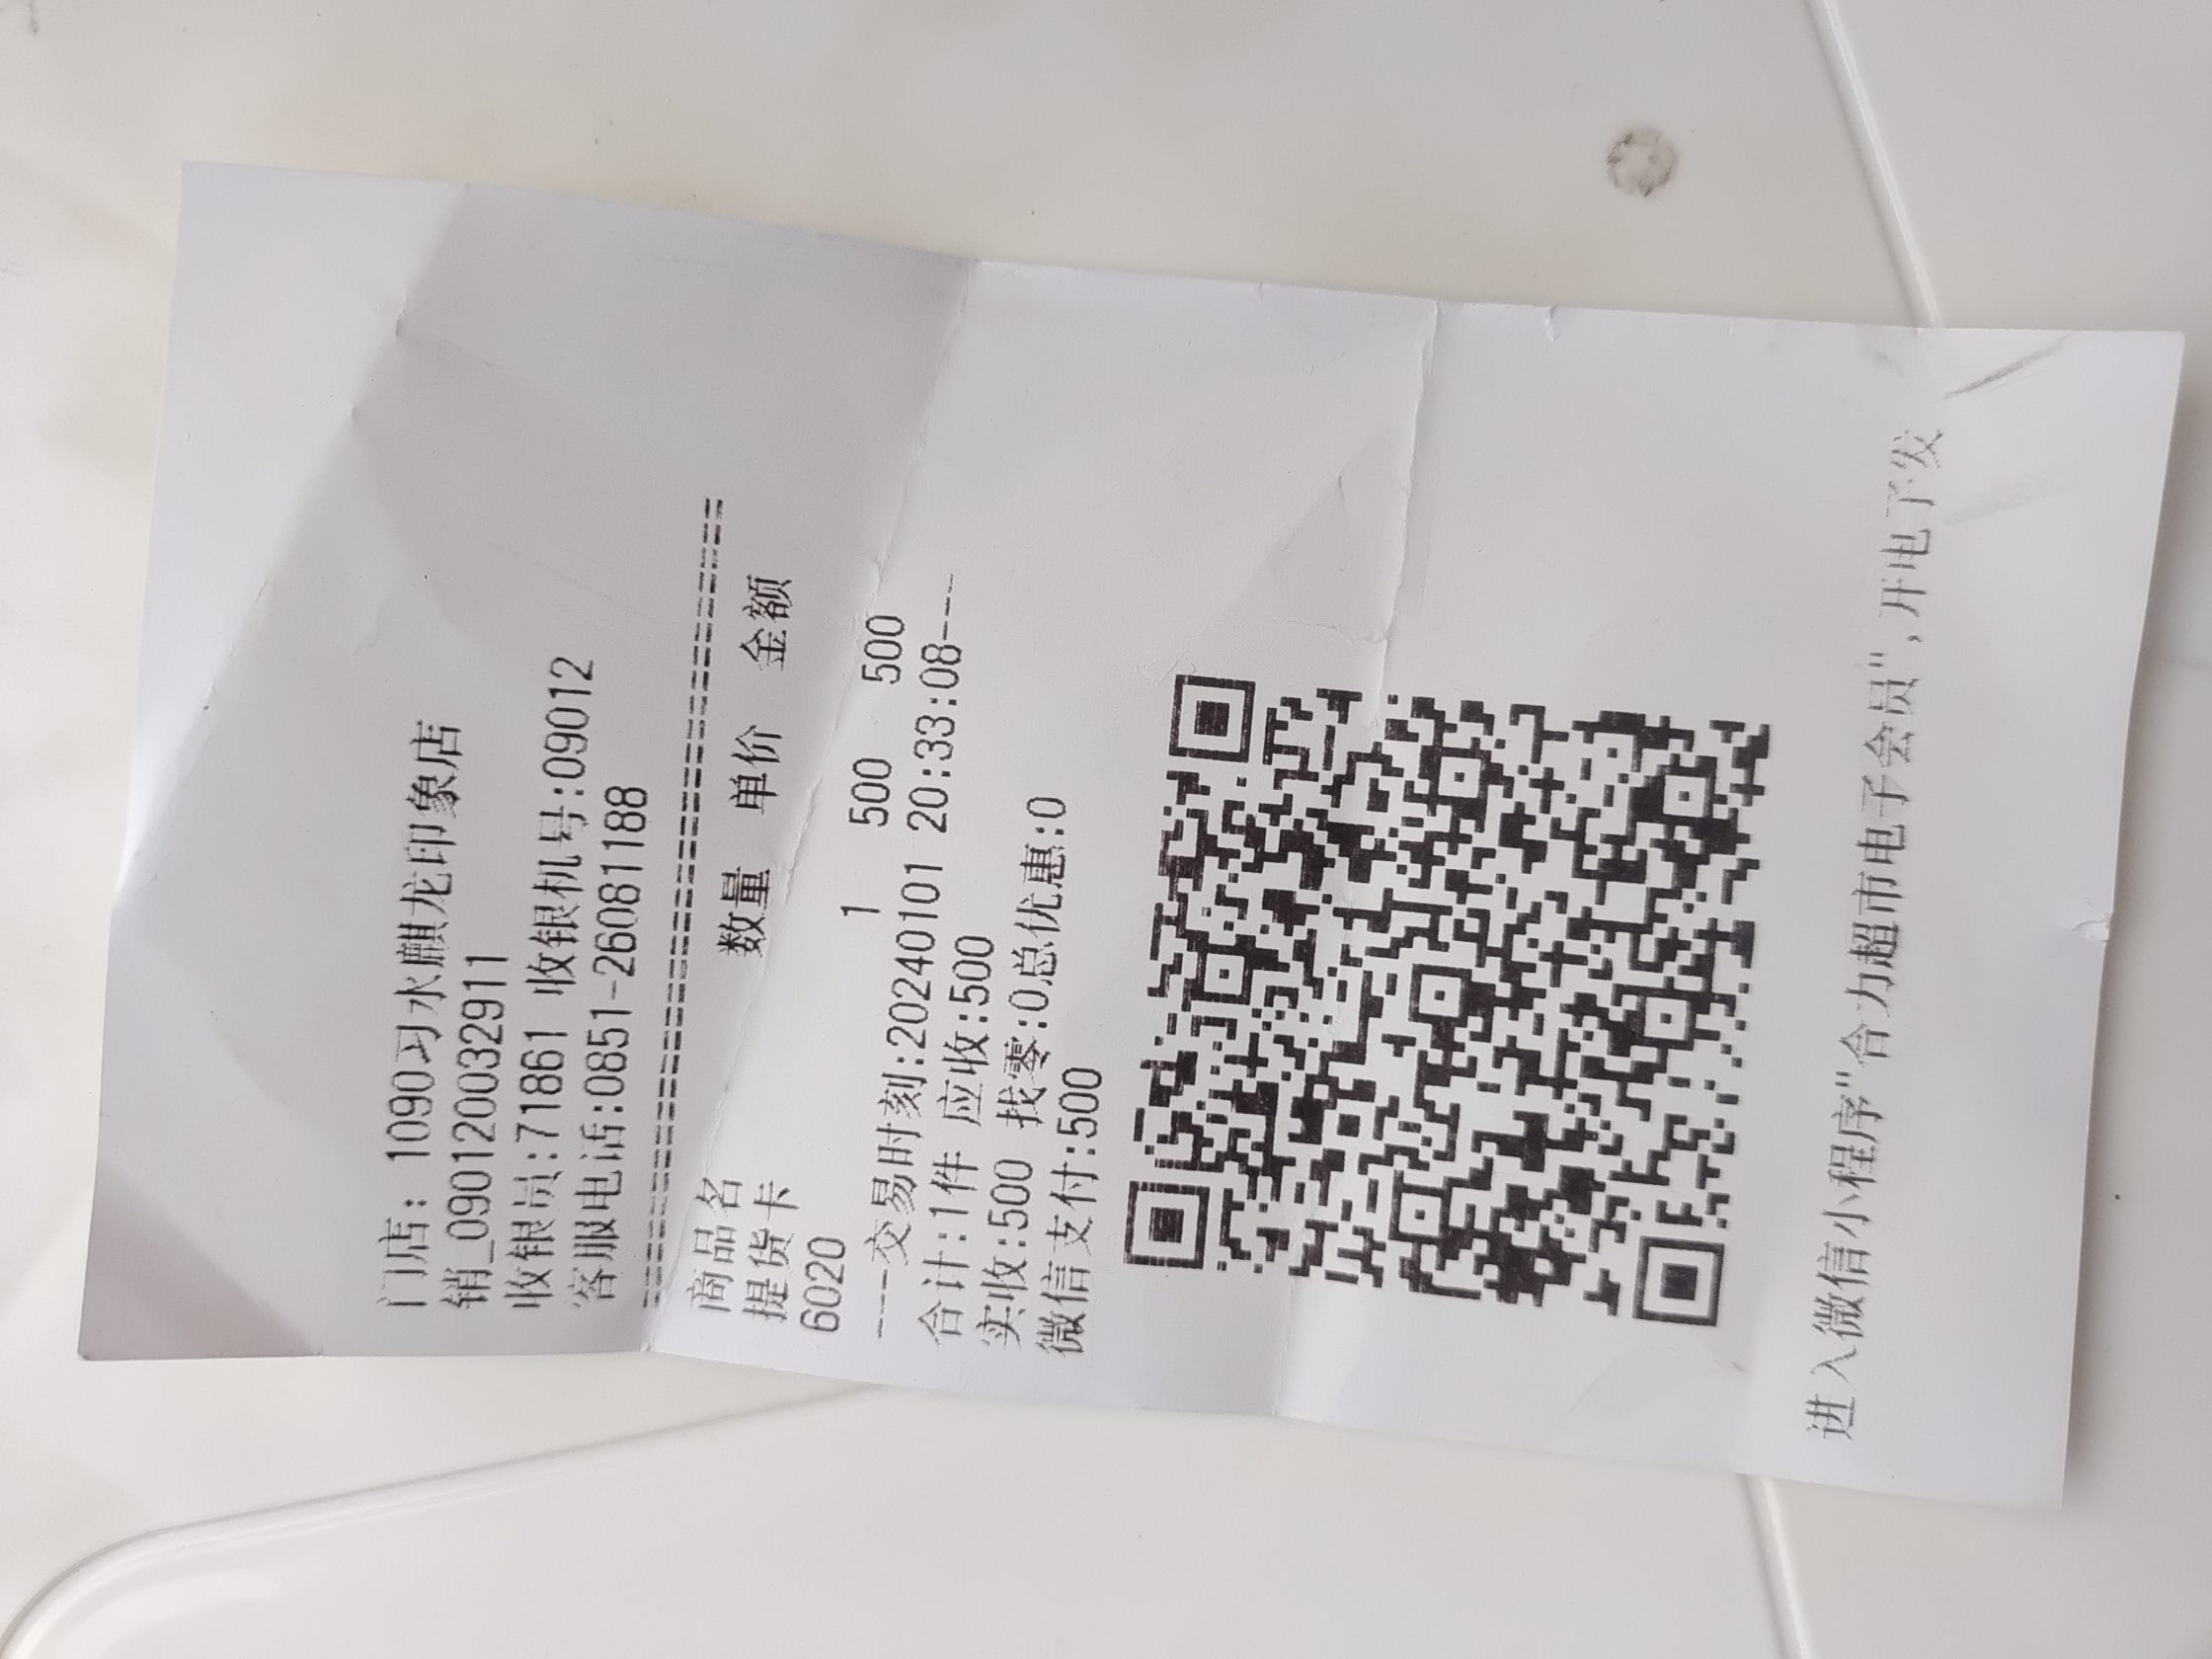 门店: 1090习水麒龙印象店
销_0901200032911
收银员:71861 收银机号:09012
客服电话:0851-26081188
================================
商品名 数量 单价 金额
提货卡
6020 1 500 500
----交易时刻:20240101 20:33:08----
合计:1件 应收:500
实收:500 找零:0总优惠:0
微信支付:500
进入微信小程序"合力超市电子会员",开电子发